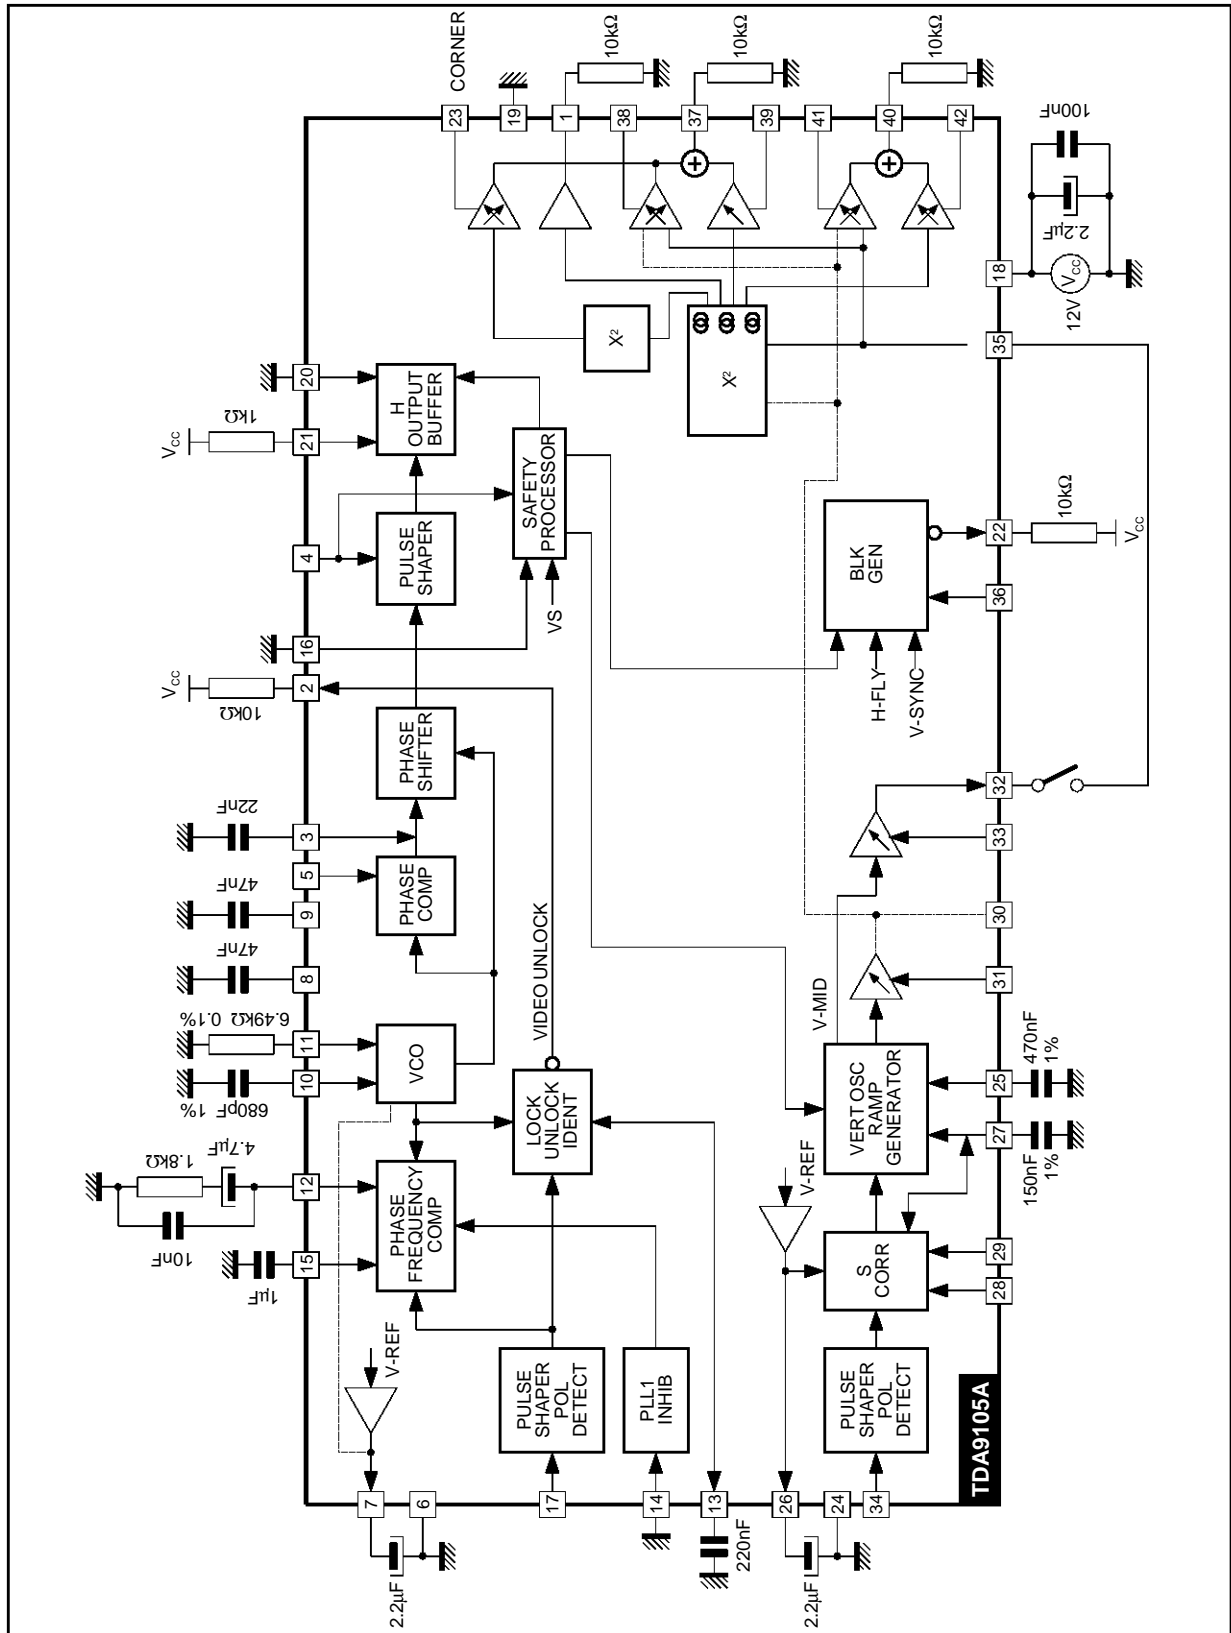 10kΩ
10kΩ
10kΩ
100nF
2.2µF
CORNER
23
19
1
38
37
39
41
40
42
18
12V
VCC
X²
X²
35
20
1kΩ
VCC
21
H
OUTPUT
BUFFER
SAFETY
PROCESSOR
VS
4
PULSE
SHAPER
16
VCC
10kΩ
2
BLK
GEN
H-FLY
V-SYNC
22
10kΩ
VCC
36
PHASE
SHIFTER
22nF
3
5
PHASE
COMP
47nF
9
47nF
8
VIDEO UNLOCK
32
33
30
31
V-MID
6.49kΩ 0.1%
11
680pF 1%
10
VCO
LOCK
UNLOCK
IDENT
VERT OSC
RAMP
GENERATOR
25
470nF
1%
27
150nF
1%
4.7µF
1.8kΩ
10nF
12
1µF
15
PHASE
FREQUENCY
COMP
V-REF
S
CORR
29
28
V-REF
PULSE
SHAPER
POL
DETECT
PLL1
INHIB
PULSE
SHAPER
POL
DETECT
TDA9105A
7
6
17
14
13
26
24
34
2.2µF
220nF
2.2µF